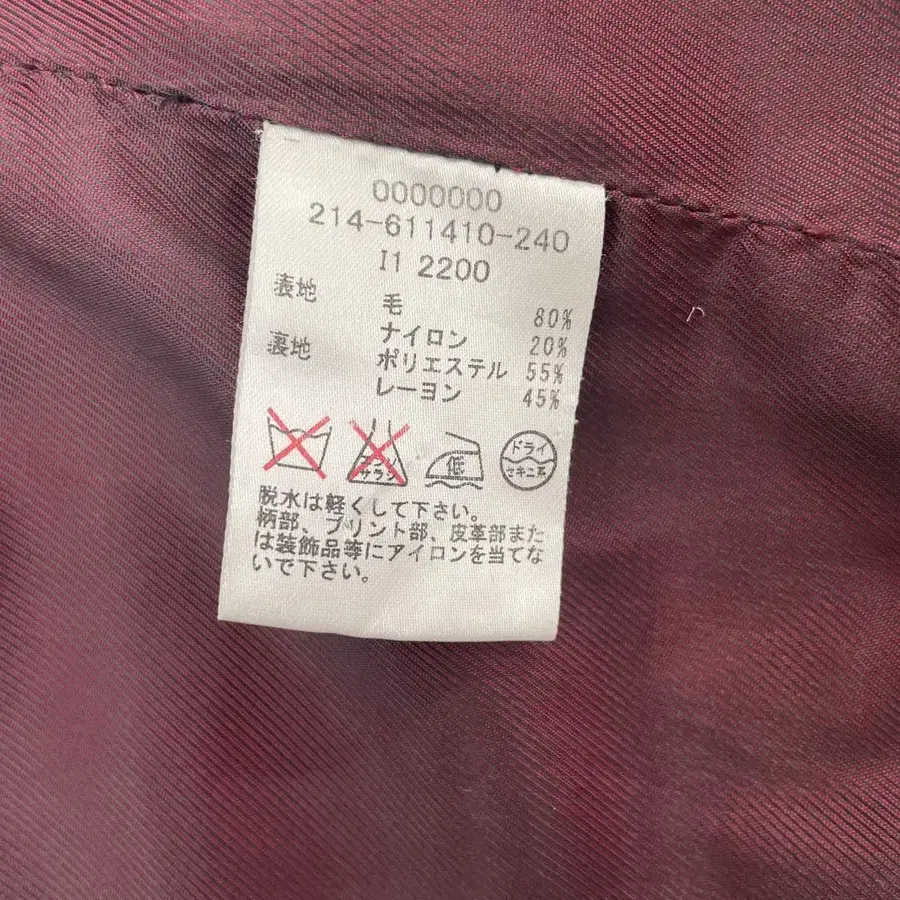 0000000
214-611410-240
I1 2200
表地 毛 80%
ナイロン 20%
裏地 ポリエステル 55%
レーヨン 45%
エンソ サラシ 低 ドライ セキユ系
脱水は軽くして下さい。
柄部、プリント部、皮革部また
は装飾品等にアイロンを当てな
いで下さい。